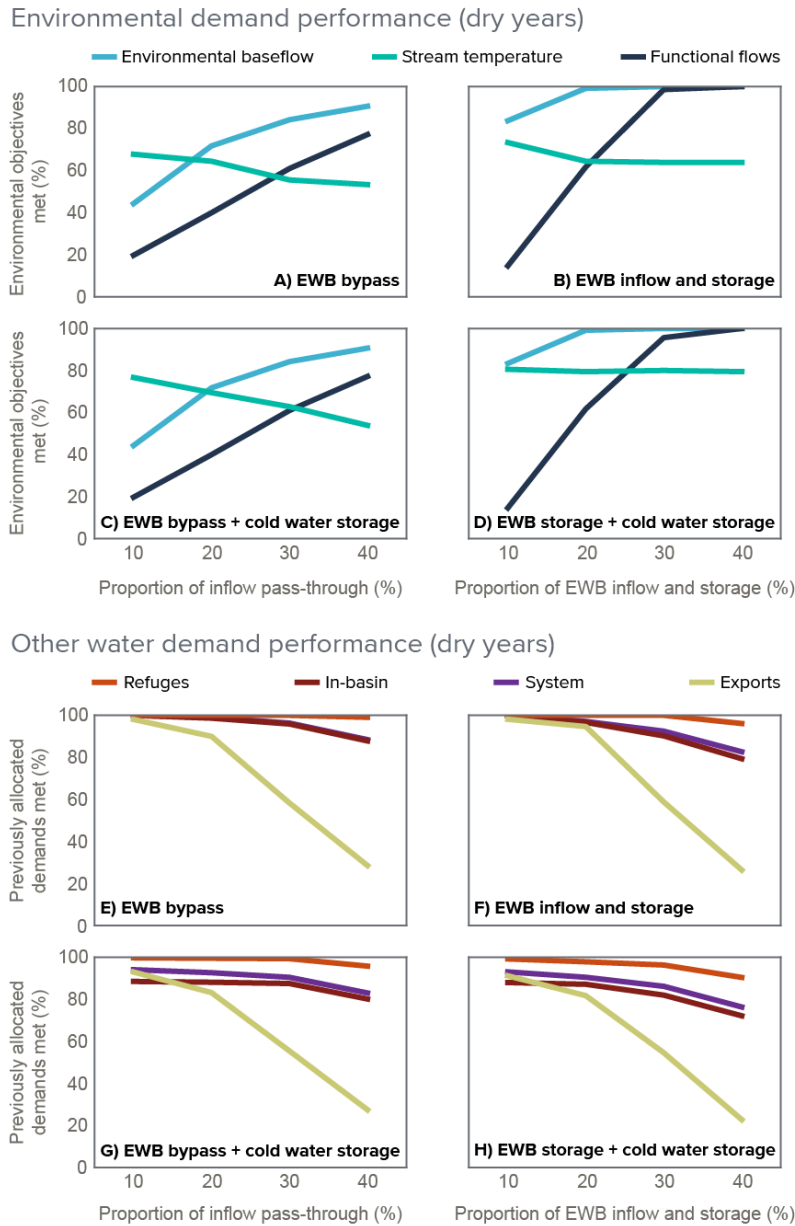 Environmental demand performance (dry years)
Environmental baseflow
Stream temperature
Functional flows
Environmental objectives
met (%)
100
80
60
40
20
0
A) EWB bypass
B) EWB inflow and storage
Environmental objectives
met (%)
100
80
60
40
20
0
C) EWB bypass + cold water storage
D) EWB storage + cold water storage
10
20
30
40
10
20
30
40
Proportion of inflow pass-through (%)
Proportion of EWB inflow and storage (%)
Other water demand performance (dry years)
Refuges
In-basin
System
Exports
Previously allocated
demands met (%)
100
80
60
40
20
0
E) EWB bypass
F) EWB inflow and storage
Previously allocated
demands met (%)
100
80
60
40
20
0
G) EWB bypass + cold water storage
H) EWB storage + cold water storage
10
20
30
40
10
20
30
40
Proportion of inflow pass-through (%)
Proportion of EWB inflow and storage (%)